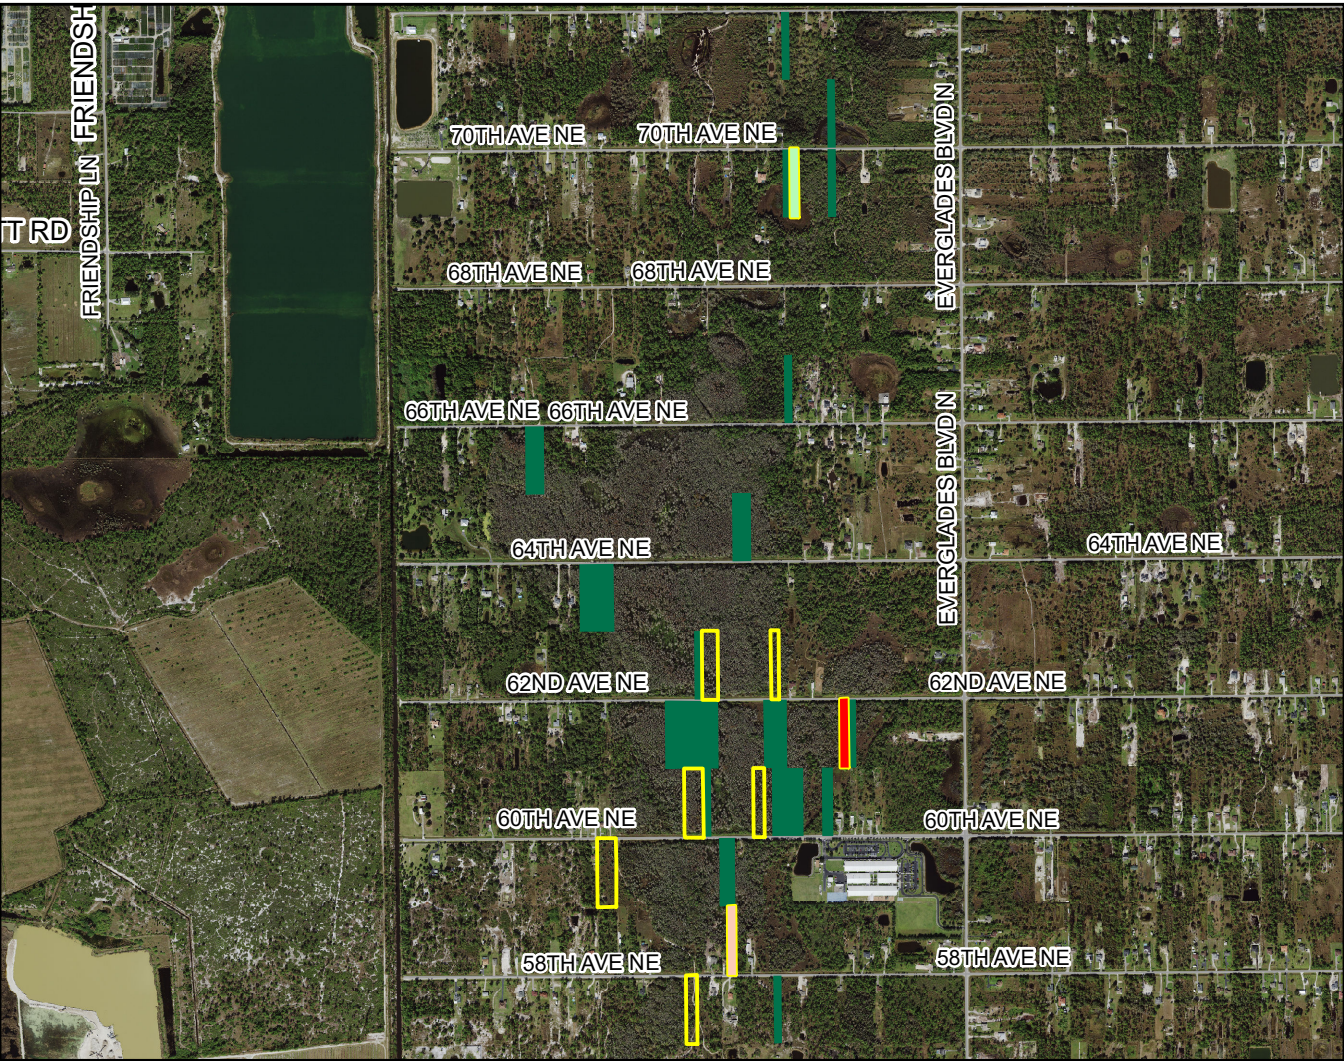 FRIENDSH
70TH AVE NE
70TH AVE NE
EVERGLADES BLVD N
FRIENDSHIP LN
TT RD
68TH AVE NE
68TH AVE NE
66TH AVE NE
66TH AVE NE
EVERGLADES BLVD N
64TH AVE NE
64TH AVE NE
62ND AVE NE
62ND AVE NE
60TH AVE NE
60TH AVE NE
58TH AVE NE
58TH AVE NE